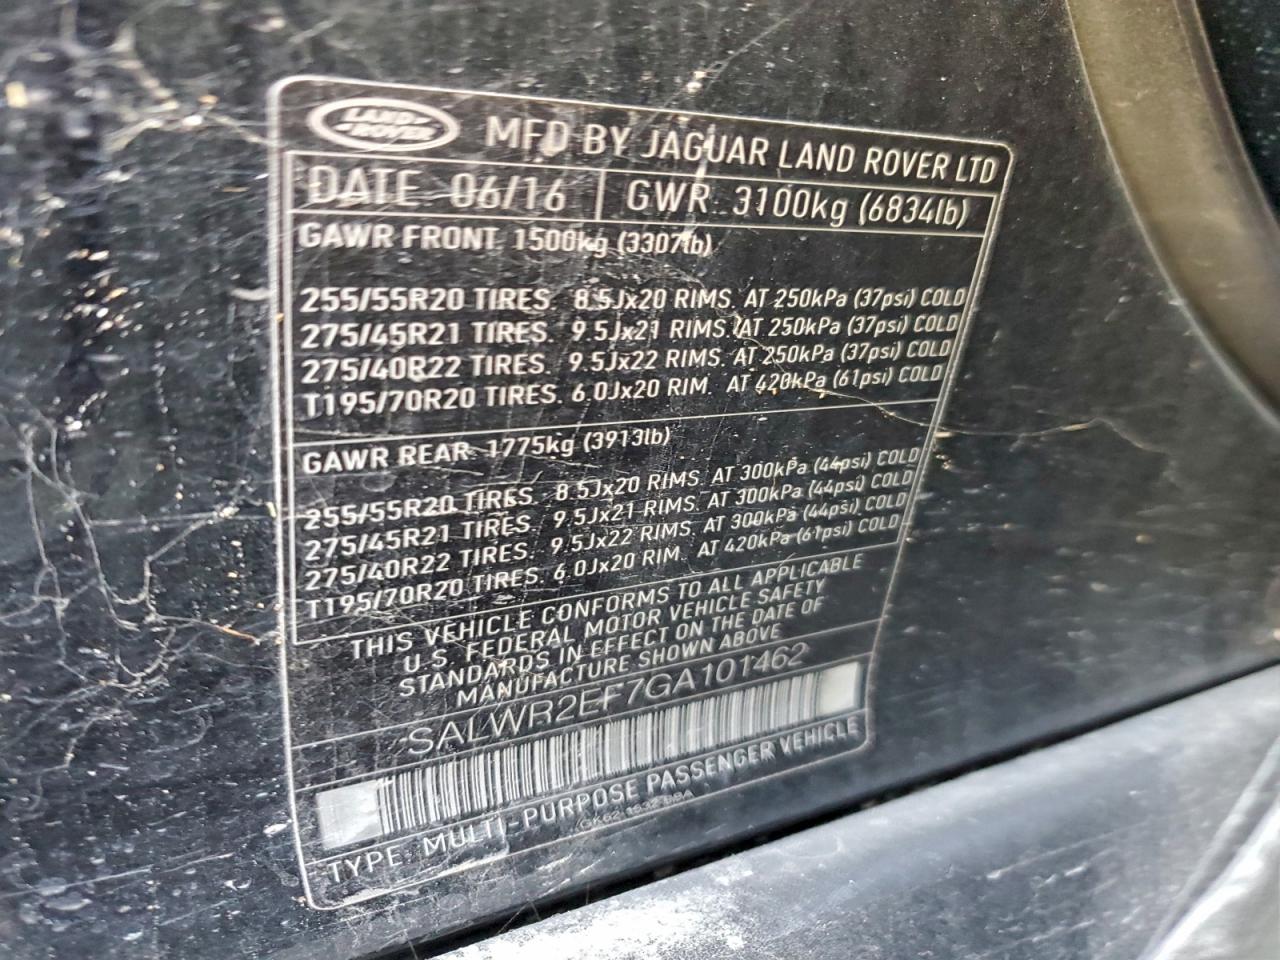 LAND ROVER MFD BY JAGUAR LAND ROVER LTD
DATE 06/16 GWR 3100kg (6834lb)
GAWR FRONT 1500kg (3307lb)
255/55R20 TIRES. 8.5Jx20 RIMS. AT 250kPa (37psi) COLD
275/45R21 TIRES. 9.5Jx21 RIMS. AT 250kPa (37psi) COLD
275/40R22 TIRES. 9.5Jx22 RIMS. AT 250kPa (37psi) COLD
T195/70R20 TIRES. 6.0Jx20 RIM. AT 420kPa (61psi) COLD
GAWR REAR 1775kg (3913lb)
255/55R20 TIRES. 8.5Jx20 RIMS. AT 300kPa (44psi) COLD
275/45R21 TIRES. 9.5Jx21 RIMS. AT 300kPa (44psi) COLD
275/40R22 TIRES. 9.5Jx22 RIMS. AT 300kPa (44psi) COLD
T195/70R20 TIRES. 6.0Jx20 RIM. AT 420kPa (61psi) COLD
THIS VEHICLE CONFORMS TO ALL APPLICABLE
U.S. FEDERAL MOTOR VEHICLE SAFETY
STANDARDS IN EFFECT ON THE DATE OF
MANUFACTURE SHOWN ABOVE
SALWR2EF7GA101462
TYPE: MULTI-PURPOSE PASSENGER VEHICLE